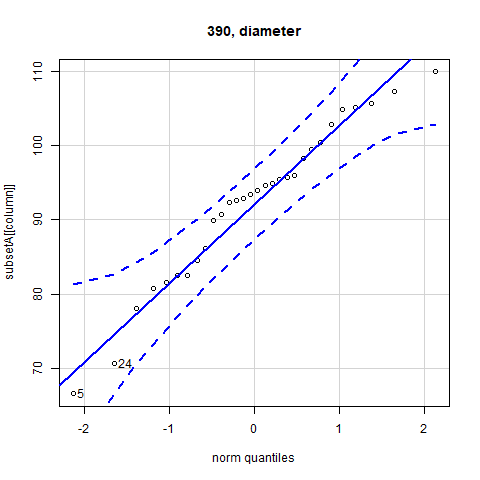 390, diameter
subsetA[[column]]
110
100
90
80
70
24
5
-2 -1 0 1 2
norm quantiles